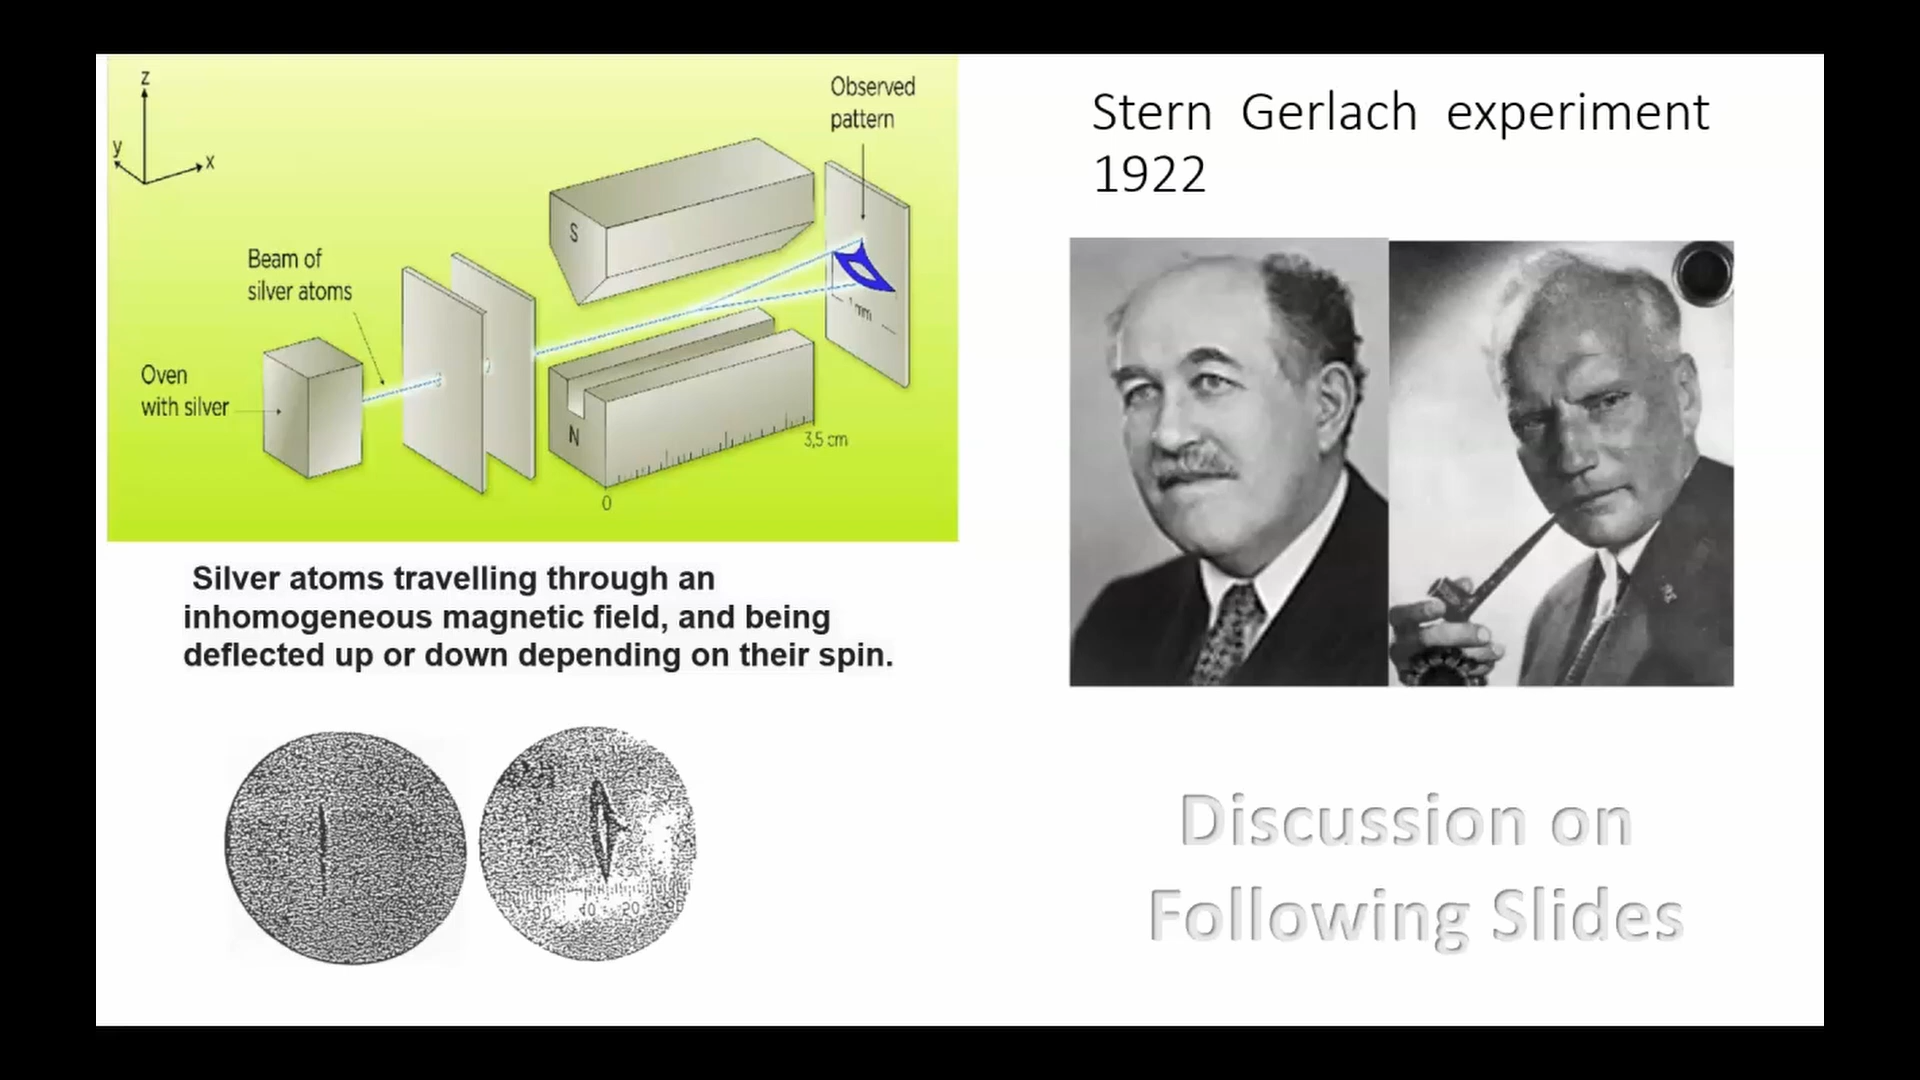 z
y
x
Observed
pattern
Stern Gerlach experiment
1922
S
Beam of
silver atoms
1 mm
Oven
with silver
N
3,5 cm
0
Silver atoms travelling through an
inhomogeneous magnetic field, and being
deflected up or down depending on their spin.
Discussion on
Following Slides
20